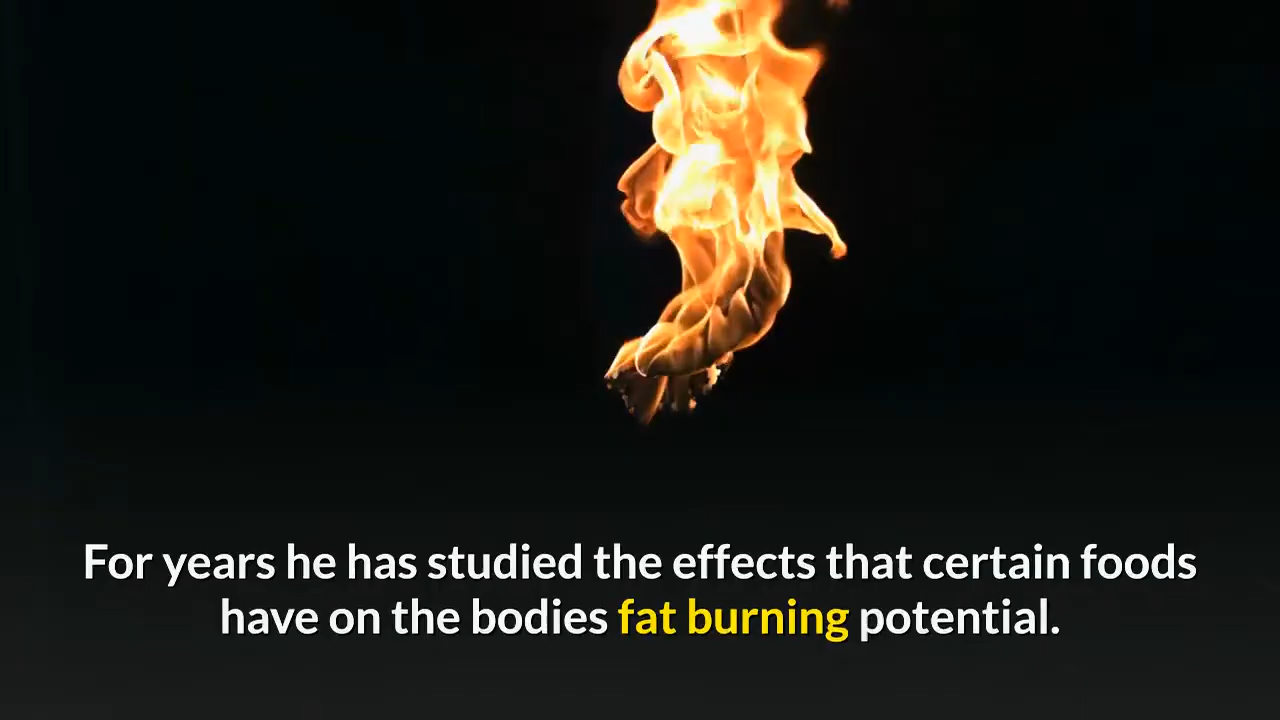 For years he has studied the effects that certain foods
have on the bodies fat burning potential.